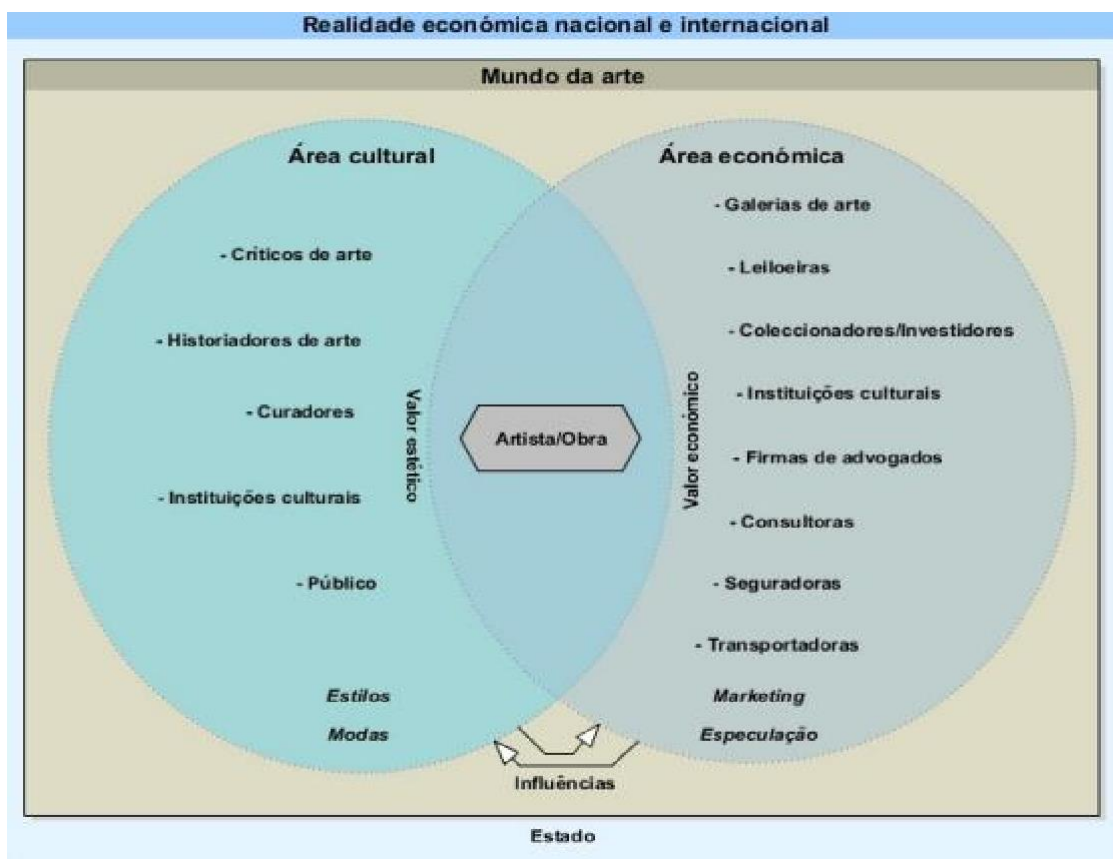 Realidade económica nacional e internacional
Mundo da arte
Área cultural
- Críticos de arte
- Historiadores de arte
- Curadores
- Instituições culturais
- Público
Estilos
Modas
Valor estético
Artista/Obra
Valor económico
Área económica
- Galerias de arte
- Leiloeiras
- Coleccionadores/Investidores
- Instituições culturais
- Firmas de advogados
- Consultoras
- Seguradoras
- Transportadoras
Marketing
Especulação
Influências
Estado